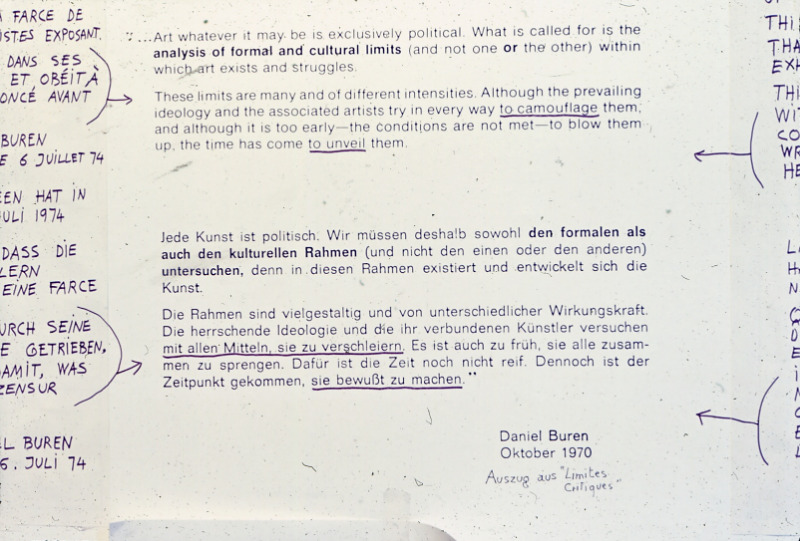 À FARCE DE
ISTES EXPOSANT.
DANS SES
ET OBÉIT À
ONCÉ AVANT
BUREN
E 6 JUILLET 74
EEN HAT IN
ULI 1974
DASS DIE
LERN
EINE FARCE
URCH SEINE
E GETRIEBEN,
AMIT, WAS
ZENSUR
EL BUREN
6. JULI 74
"...Art whatever it may be is exclusively political. What is called for is the
analysis of formal and cultural limits (and not one or the other) within
which art exists and struggles.
These limits are many and of different intensities. Although the prevailing
ideology and the associated artists try in every way to camouflage them,
and although it is too early—the conditions are not met—to blow them
up, the time has come to unveil them.
Jede Kunst ist politisch. Wir müssen deshalb sowohl den formalen als
auch den kulturellen Rahmen (und nicht den einen oder den anderen)
untersuchen, denn in diesen Rahmen existiert und entwickelt sich die
Kunst.
Die Rahmen sind vielgestaltig und von unterschiedlicher Wirkungskraft.
Die herrschende Ideologie und die ihr verbundenen Künstler versuchen
mit allen Mitteln, sie zu verschleiern. Es ist auch zu früh, sie alle zusam-
men zu sprengen. Dafür ist die Zeit noch nicht reif. Dennoch ist der
Zeitpunkt gekommen, sie bewußt zu machen."
Daniel Buren
Oktober 1970
Auszug aus "Limites
Critiques"
THI
THA
EXH
THI
WIT
CO
WR
HE